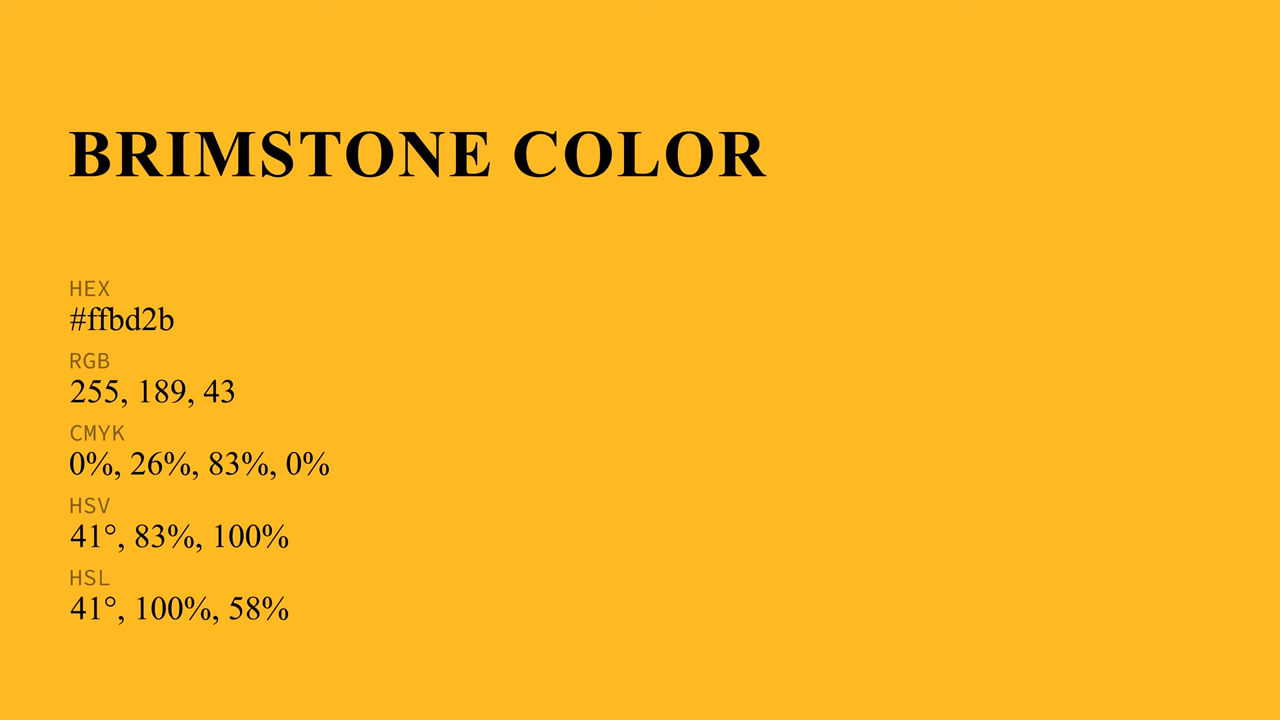 BRIMSTONE COLOR
HEX
#ffbd2b
RGB
255, 189, 43
CMYK
0%, 26%, 83%, 0%
HSV
41°, 83%, 100%
HSL
41°, 100%, 58%